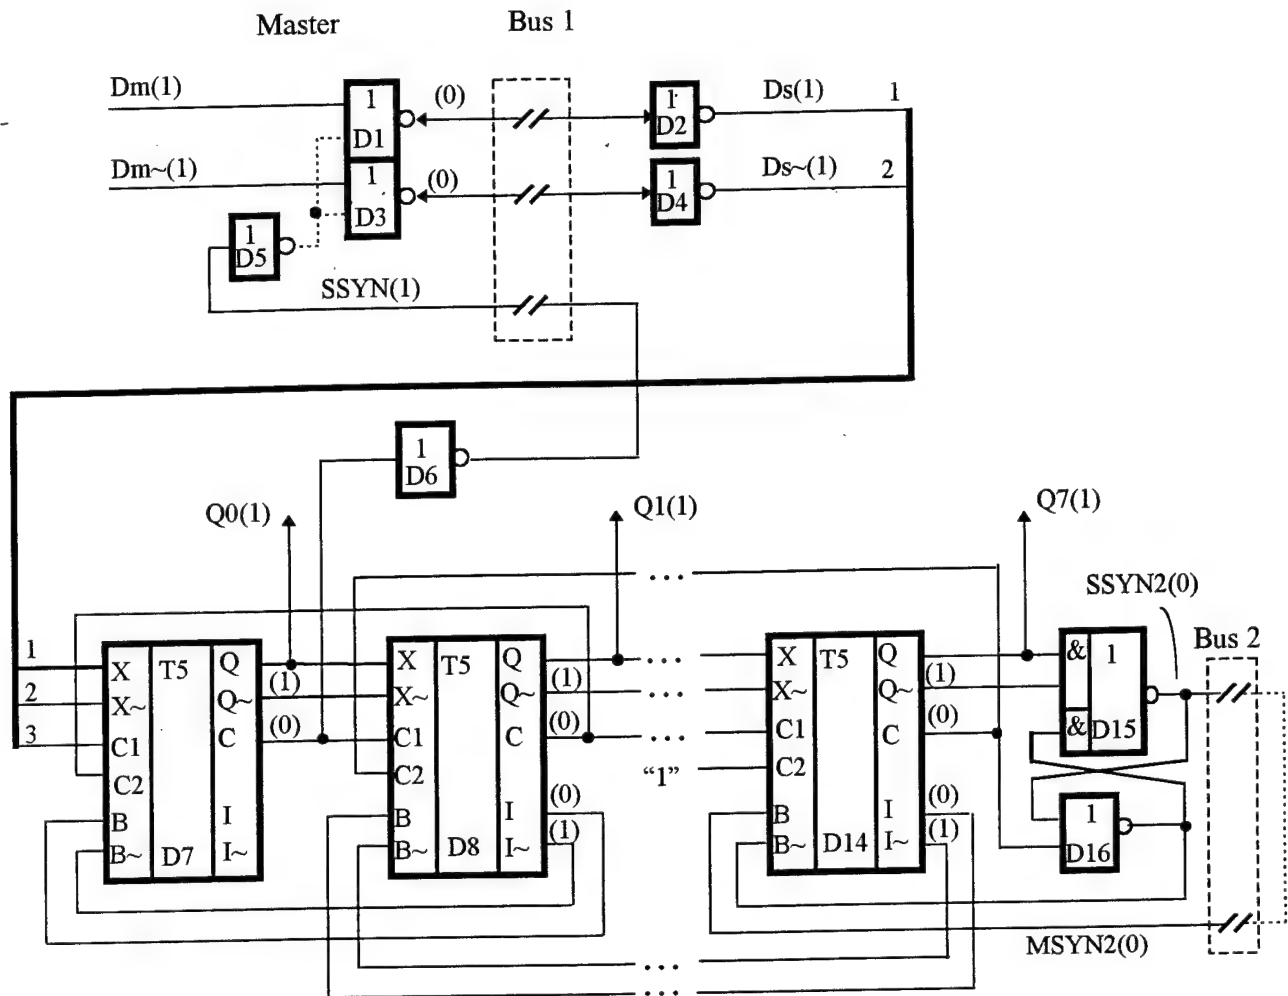 Master
Bus 1
Dm(1)
1
D1
(0)
1
D2
Ds(1)
1
Dm~(1)
1
D3
(0)
1
D4
Ds~(1)
2
1
D5
SSYN(1)
1
D6
Q0(1)
Q1(1)
Q7(1)
...
SSYN2(0)
Bus 2
1
2
3
X
X~
C1
C2
B
B~
T5
D7
Q
Q~
C
I
I~
(1)
(0)
X
X~
C1
C2
B
B~
T5
D8
Q
Q~
C
I
I~
(1)
(0)
(0)
(1)
...
...
...
"1"
X
X~
C1
C2
B
B~
T5
D14
Q
Q~
C
I
I~
(1)
(0)
(0)
(1)
&
1
&
D15
1
D16
MSYN2(0)
...
...